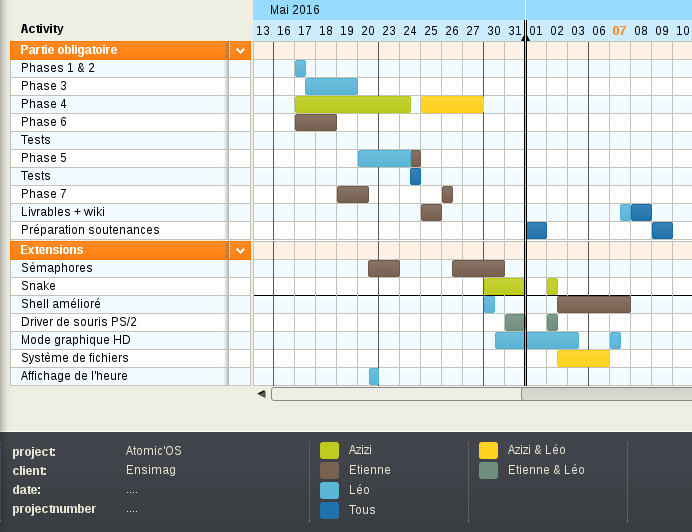 Mai 2016
Activity
13 16 17 18 19 20 23 24 25 26 27 30 31 01 02 03 06 07 08 09 10
Partie obligatoire
Phases 1 & 2
Phase 3
Phase 4
Phase 6
Tests
Phase 5
Tests
Phase 7
Livrables + wiki
Préparation soutenances
Extensions
Sémaphores
Snake
Shell amélioré
Driver de souris PS/2
Mode graphique HD
Système de fichiers
Affichage de l'heure
project: Atomic'OS
client: Ensimag
date: ....
projectnumber ....
Azizi
Etienne
Léo
Tous
Azizi & Léo
Etienne & Léo